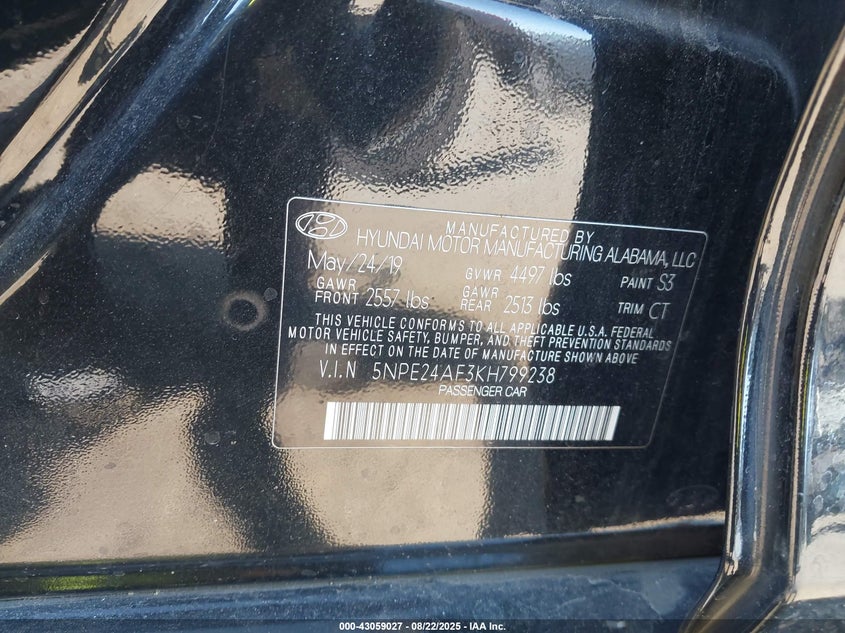 MANUFACTURED BY
HYUNDAI MOTOR MANUFACTURING ALABAMA, LLC
May/24/19 GVWR 4497 lbs PAINT S3
GAWR FRONT 2557 lbs GAWR REAR 2513 lbs TRIM CT
THIS VEHICLE CONFORMS TO ALL APPLICABLE U.S.A. FEDERAL
MOTOR VEHICLE SAFETY, BUMPER, AND THEFT PREVENTION STANDARDS
IN EFFECT ON THE DATE OF MANUFACTURE SHOWN ABOVE
V.I.N 5NPE24AF3KH799238
PASSENGER CAR
000-43059027 - 08/22/2025 - IAA Inc.